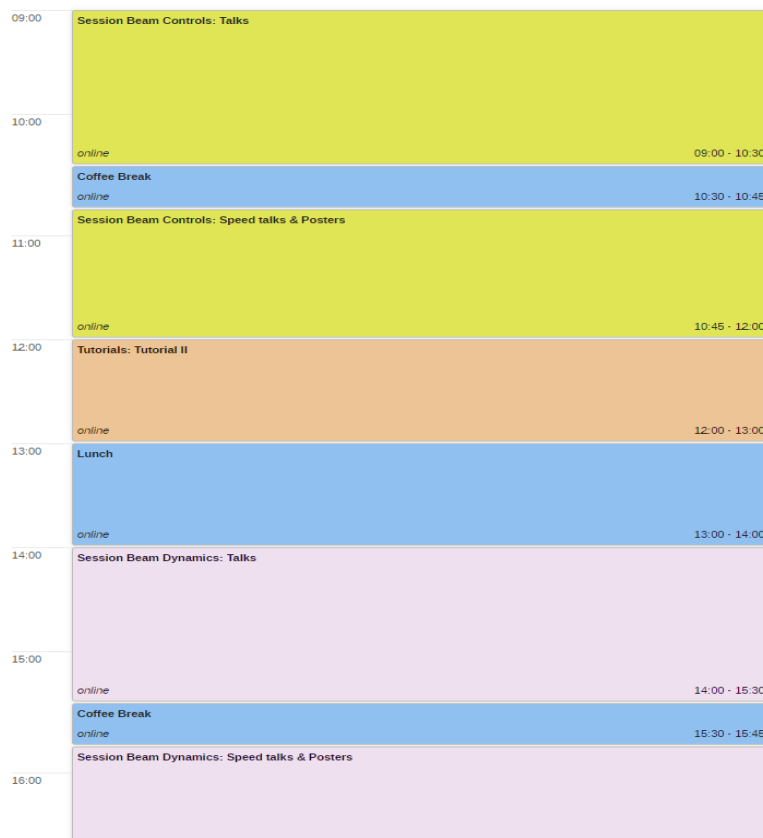 09:00
Session Beam Controls: Talks
10:00
online 09:00 - 10:30
Coffee Break
online 10:30 - 10:45
Session Beam Controls: Speed talks & Posters
11:00
online 10:45 - 12:00
12:00
Tutorials: Tutorial II
online 12:00 - 13:00
13:00
Lunch
online 13:00 - 14:00
14:00
Session Beam Dynamics: Talks
15:00
online 14:00 - 15:30
Coffee Break
online 15:30 - 15:45
Session Beam Dynamics: Speed talks & Posters
16:00